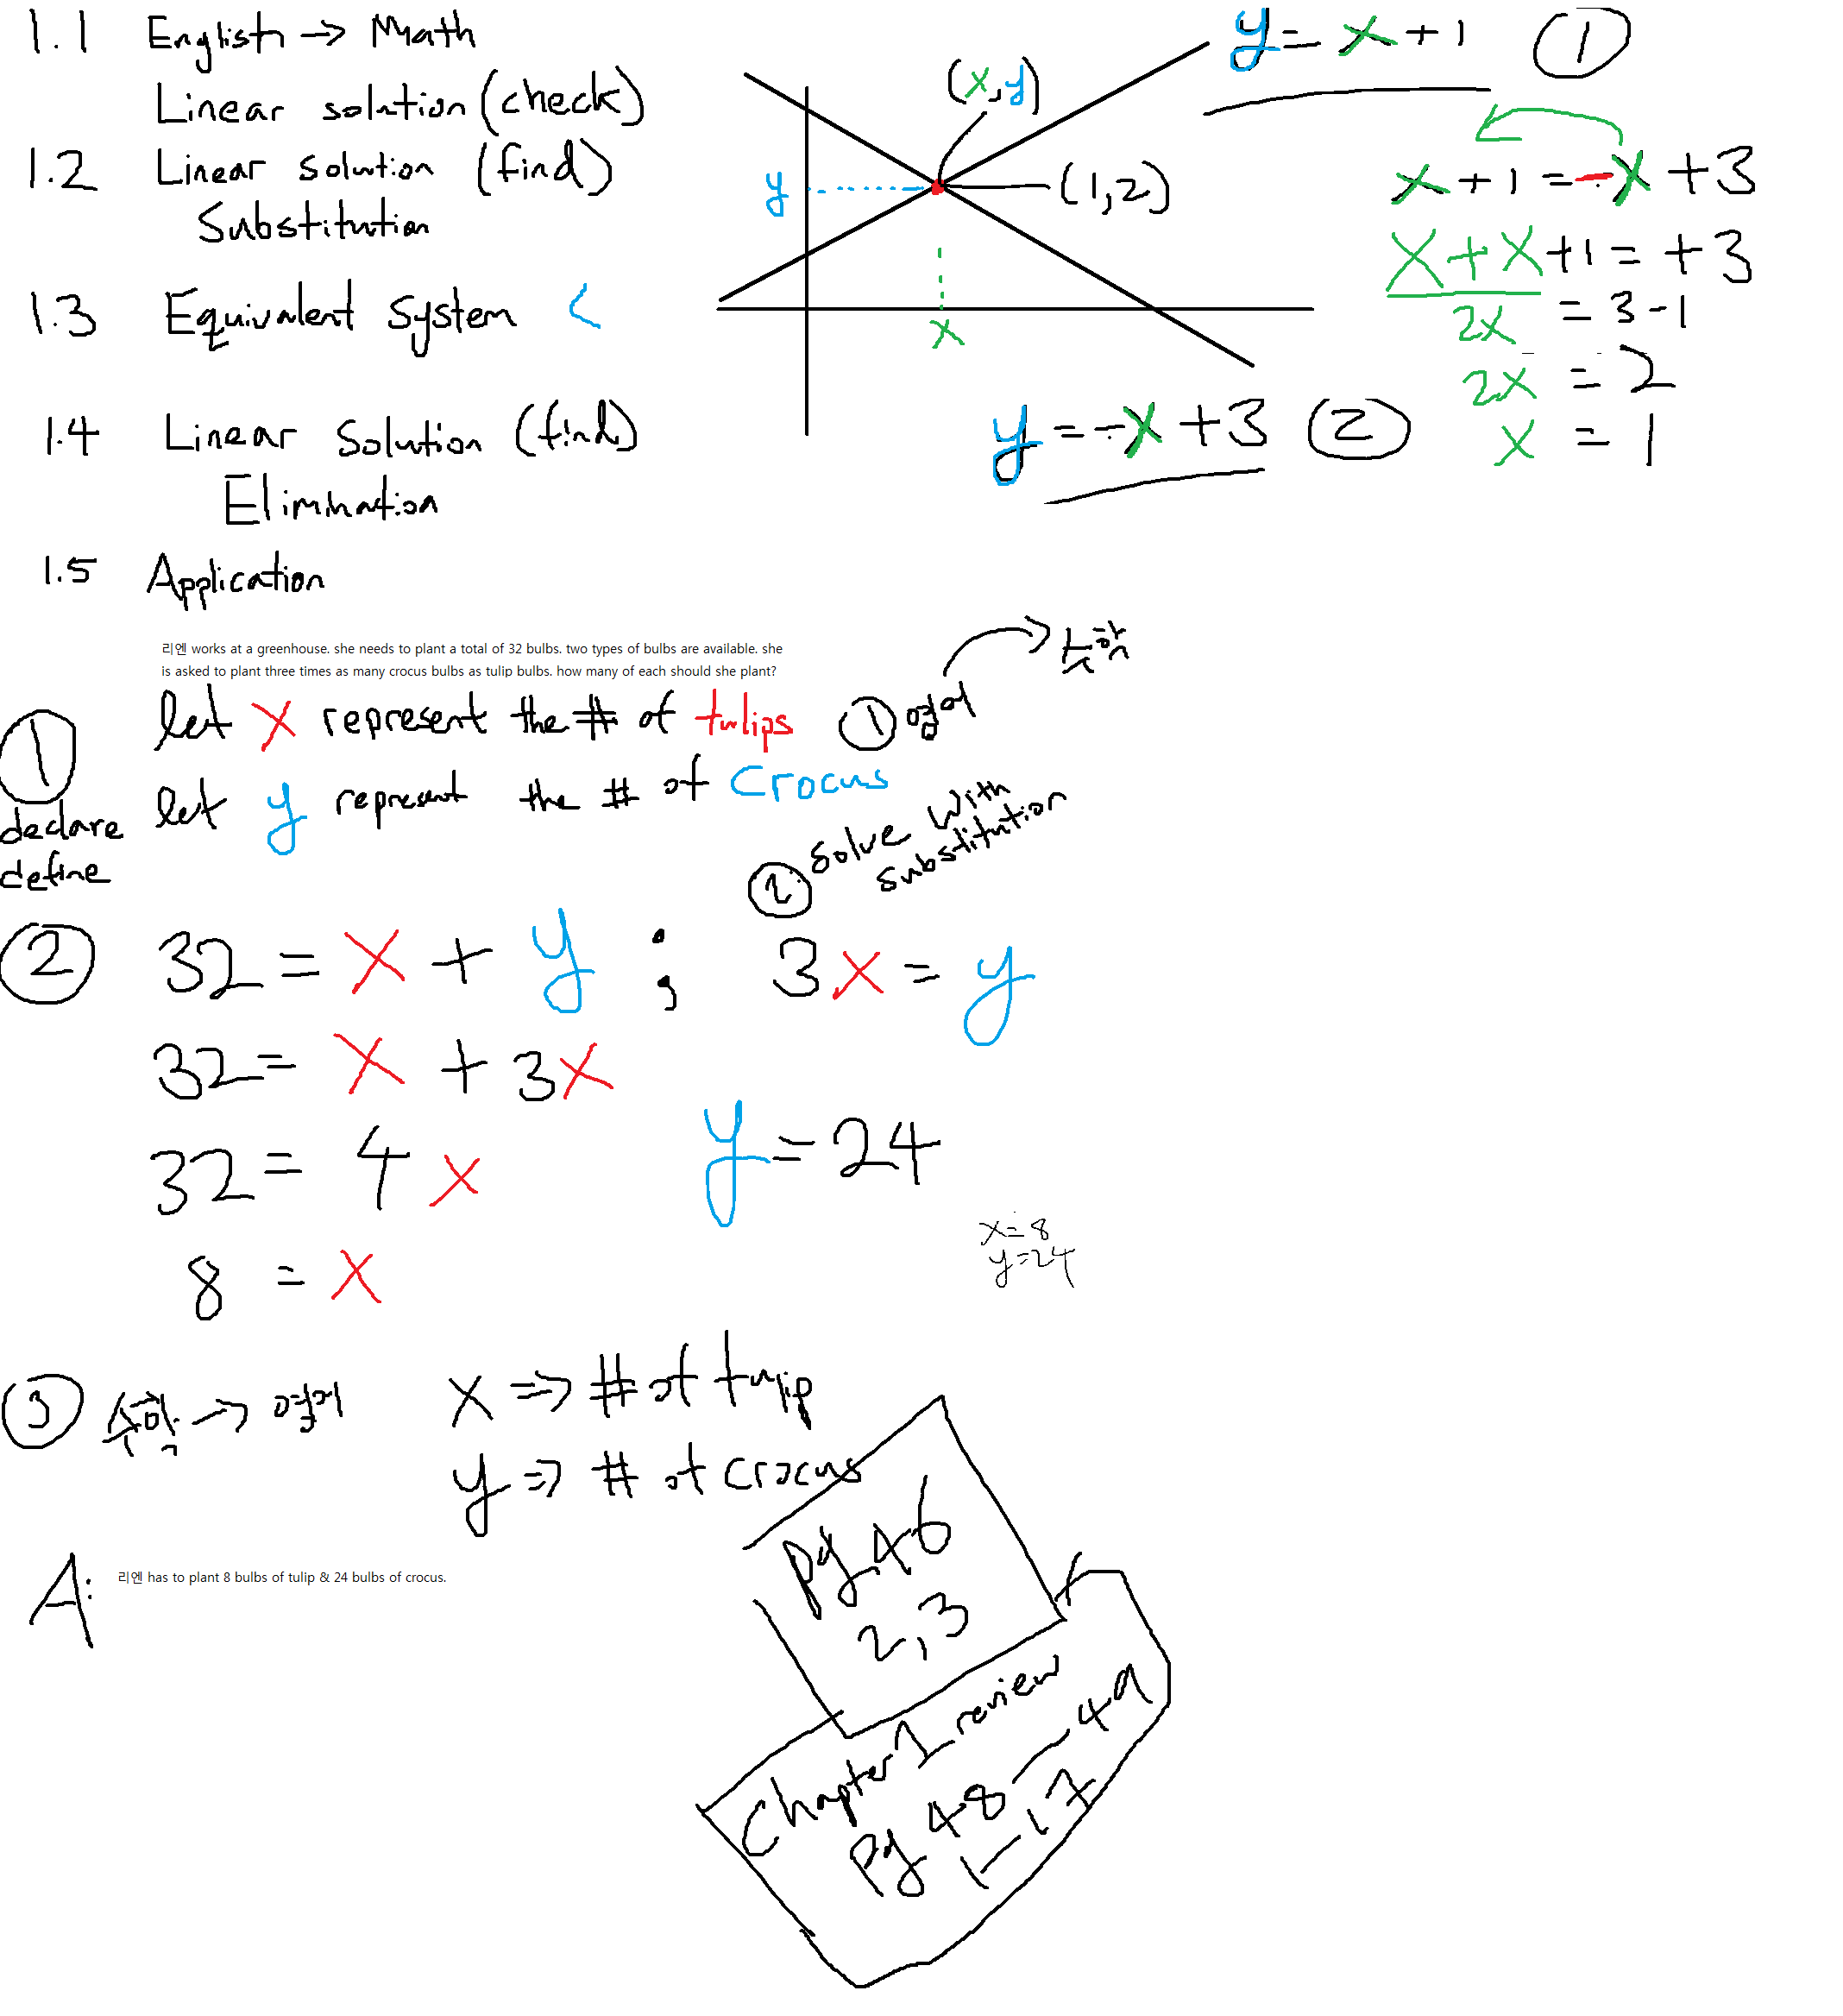 1.1 English → Math
Linear solution (check)
1.2 Linear solution (find)
Substitution
1.3 Equivalent System <
1.4 Linear Solution (find)
Elimination
1.5 Application
y = x + 1 ①
(x, y)
(1, 2)
y
x
y = -x + 3 ②
x + 1 = -x + 3
x + x + 1 = +3
2x = 3 - 1
2x = 2
x = 1
리엔 works at a greenhouse. she needs to plant a total of 32 bulbs. two types of bulbs are available. she
is asked to plant three times as many crocus bulbs as tulip bulbs. how many of each should she plant?
① declare
define
let x represent the # of tulips
let y represent the # of Crocus
① 영어 → 수학
② solve with
substitution
② 32 = x + y ; 3x = y
32 = x + 3x
32 = 4x
8 = x
y = 24
x = 8
y = 24
③ 수학 → 영어
x ⇒ # of tulip
y ⇒ # of crocus
A: 리엔 has to plant 8 bulbs of tulip & 24 bulbs of crocus.
pg 46
2, 3
Chapter 1 review
Pg 48 — 49
1 — 17